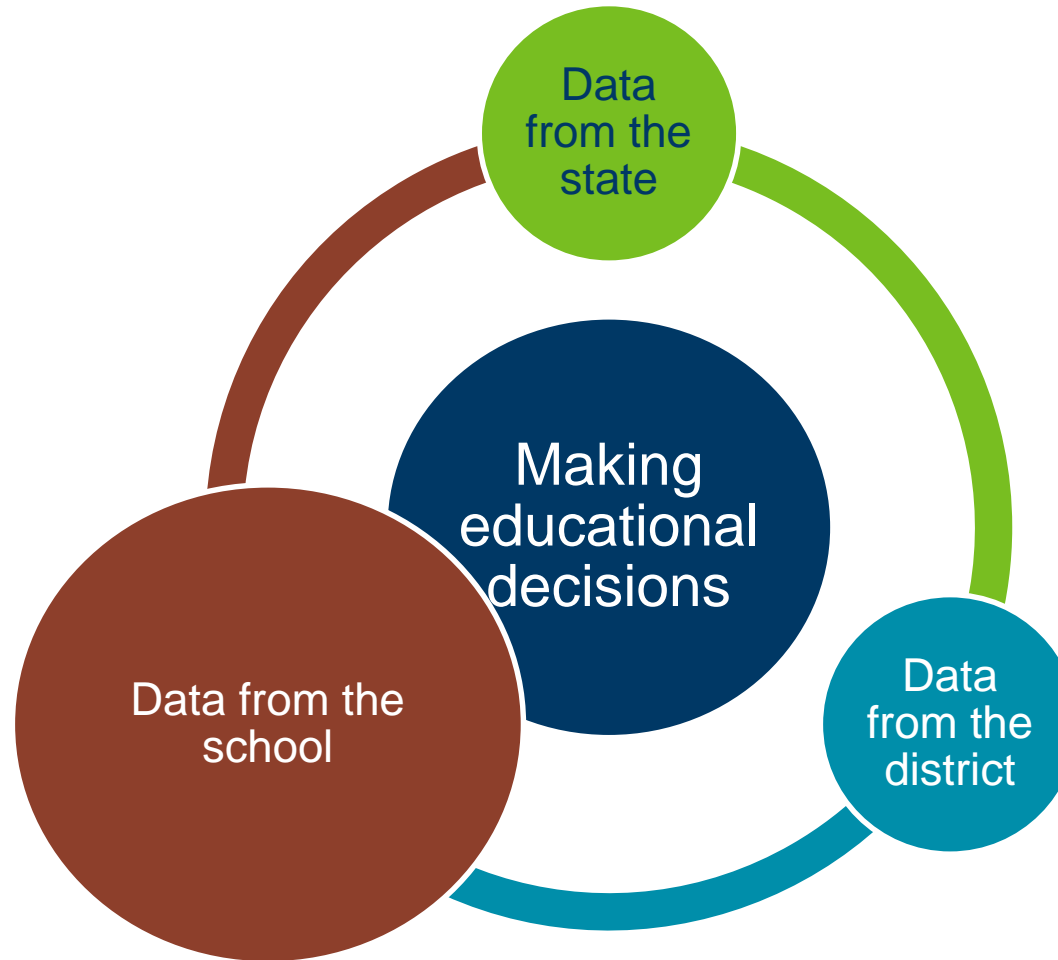 Data
from the
state
Making
educational
decisions
Data from the
school
Data
from the
district